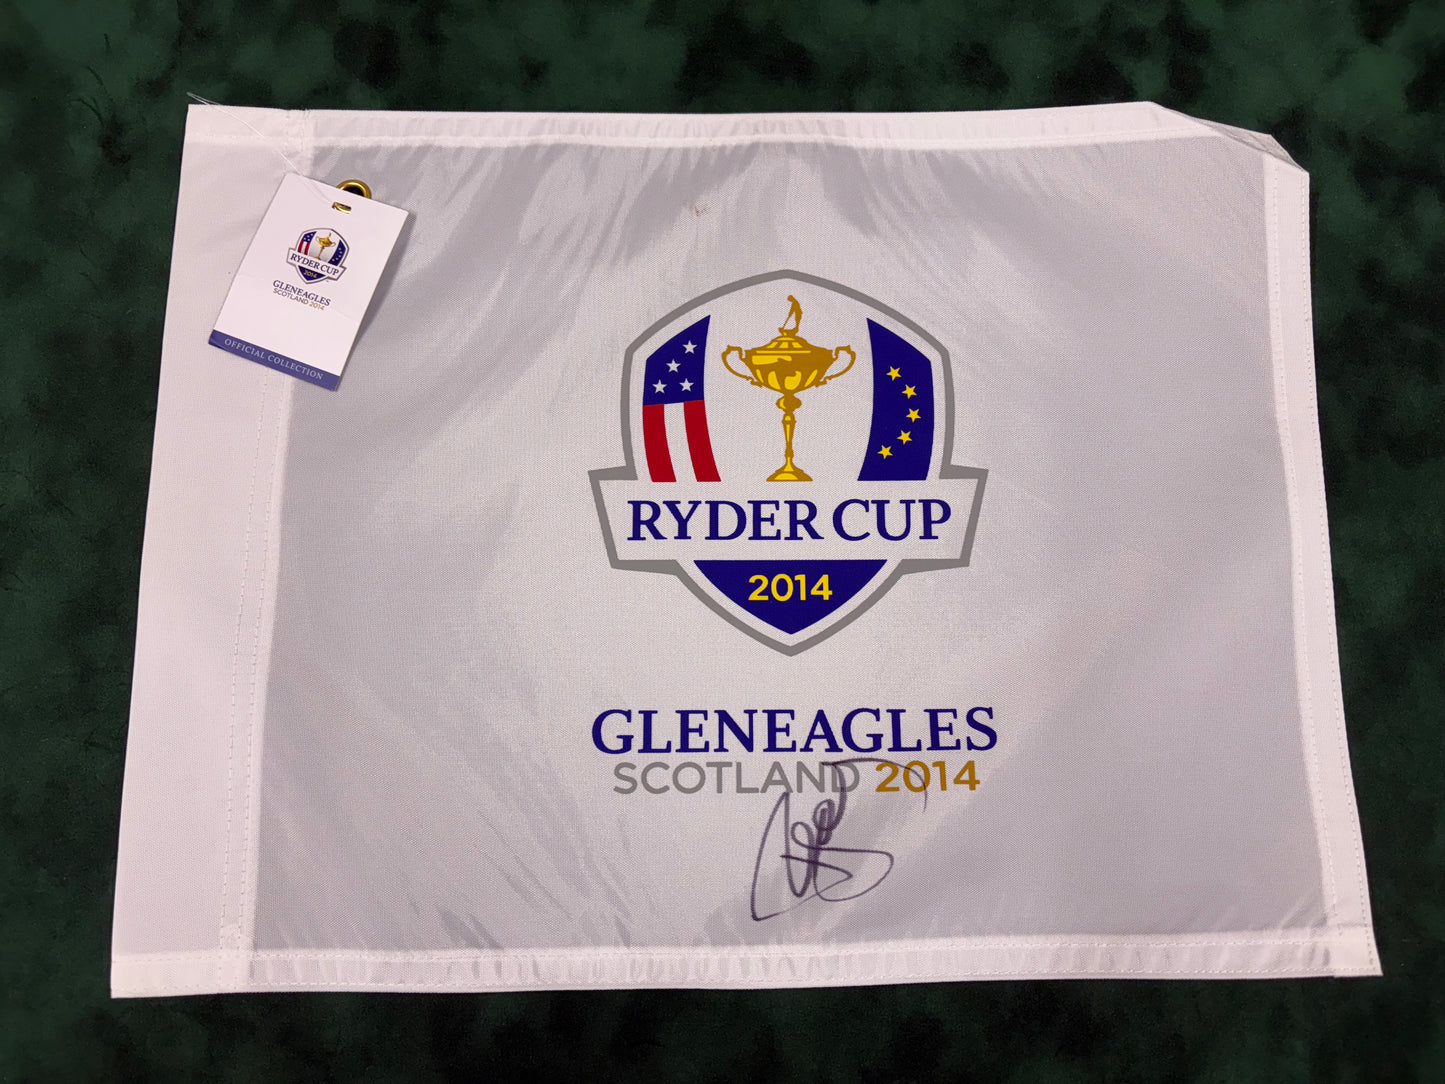 RYDER CUP
2014
GLENEAGLES
SCOTLAND 2014
OFFICIAL COLLECTION
RYDER CUP
2014
GLENEAGLES
SCOTLAND 2014